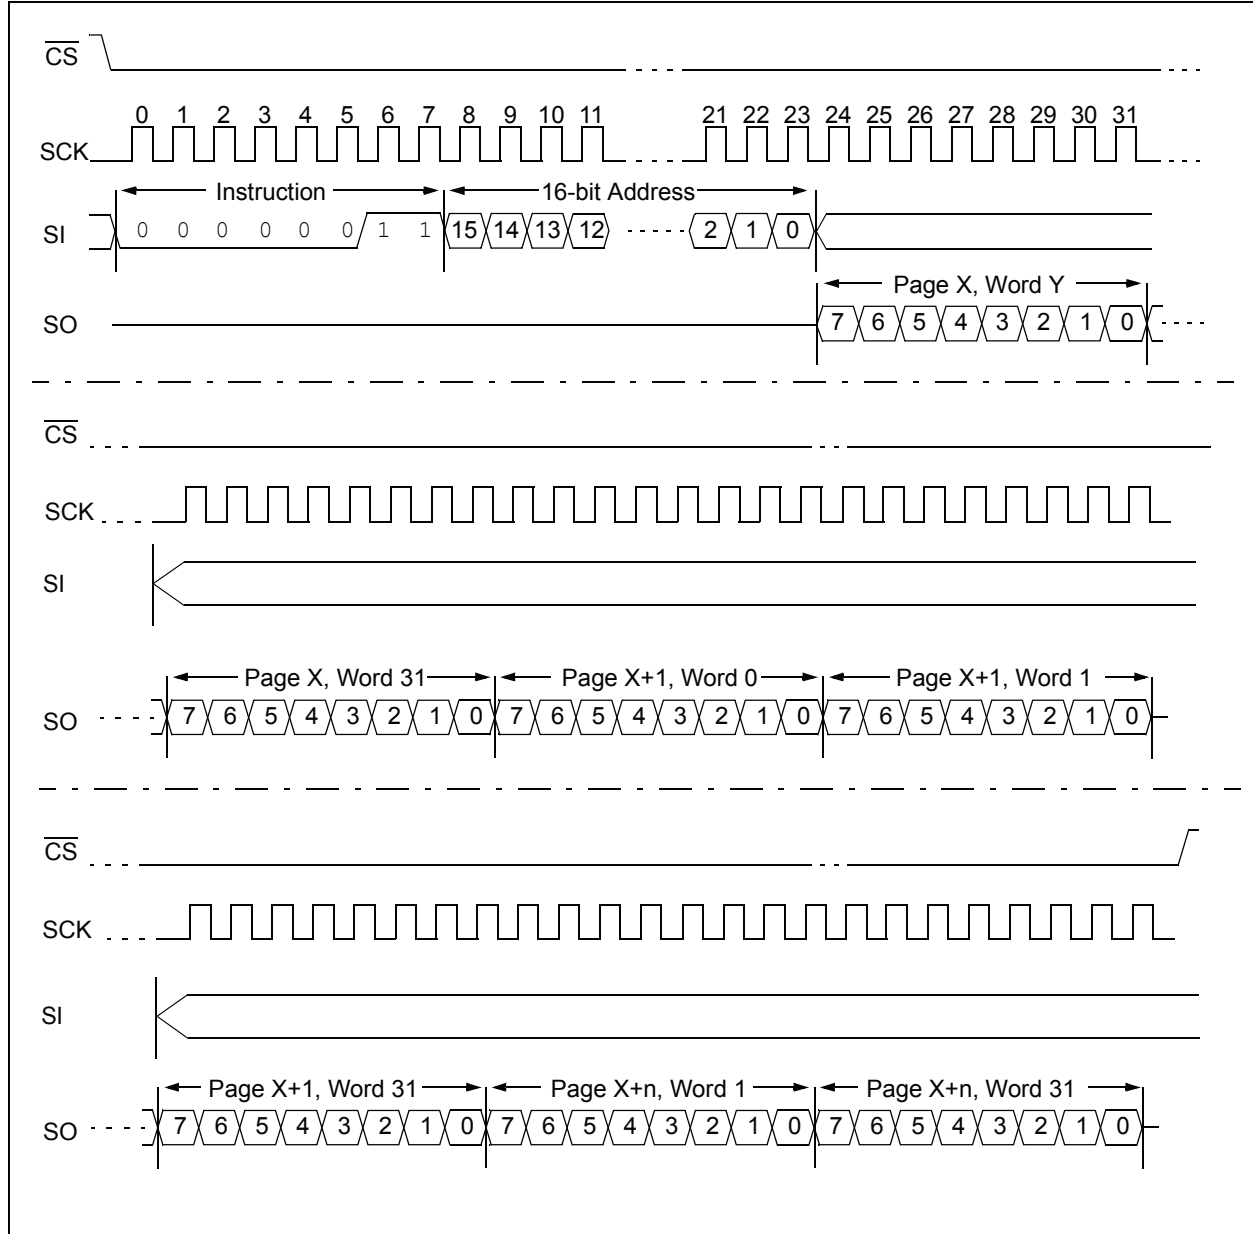 CS
0 1 2 3 4 5 6 7 8 9 10 11 21 22 23 24 25 26 27 28 29 30 31
SCK
Instruction 16-bit Address
SI 0 0 0 0 0 0 1 1 15 14 13 12 2 1 0
Page X, Word Y
SO 7 6 5 4 3 2 1 0
CS
SCK
SI
Page X, Word 31 Page X+1, Word 0 Page X+1, Word 1
SO 7 6 5 4 3 2 1 0 7 6 5 4 3 2 1 0 7 6 5 4 3 2 1 0
CS
SCK
SI
Page X+1, Word 31 Page X+n, Word 1 Page X+n, Word 31
SO 7 6 5 4 3 2 1 0 7 6 5 4 3 2 1 0 7 6 5 4 3 2 1 0